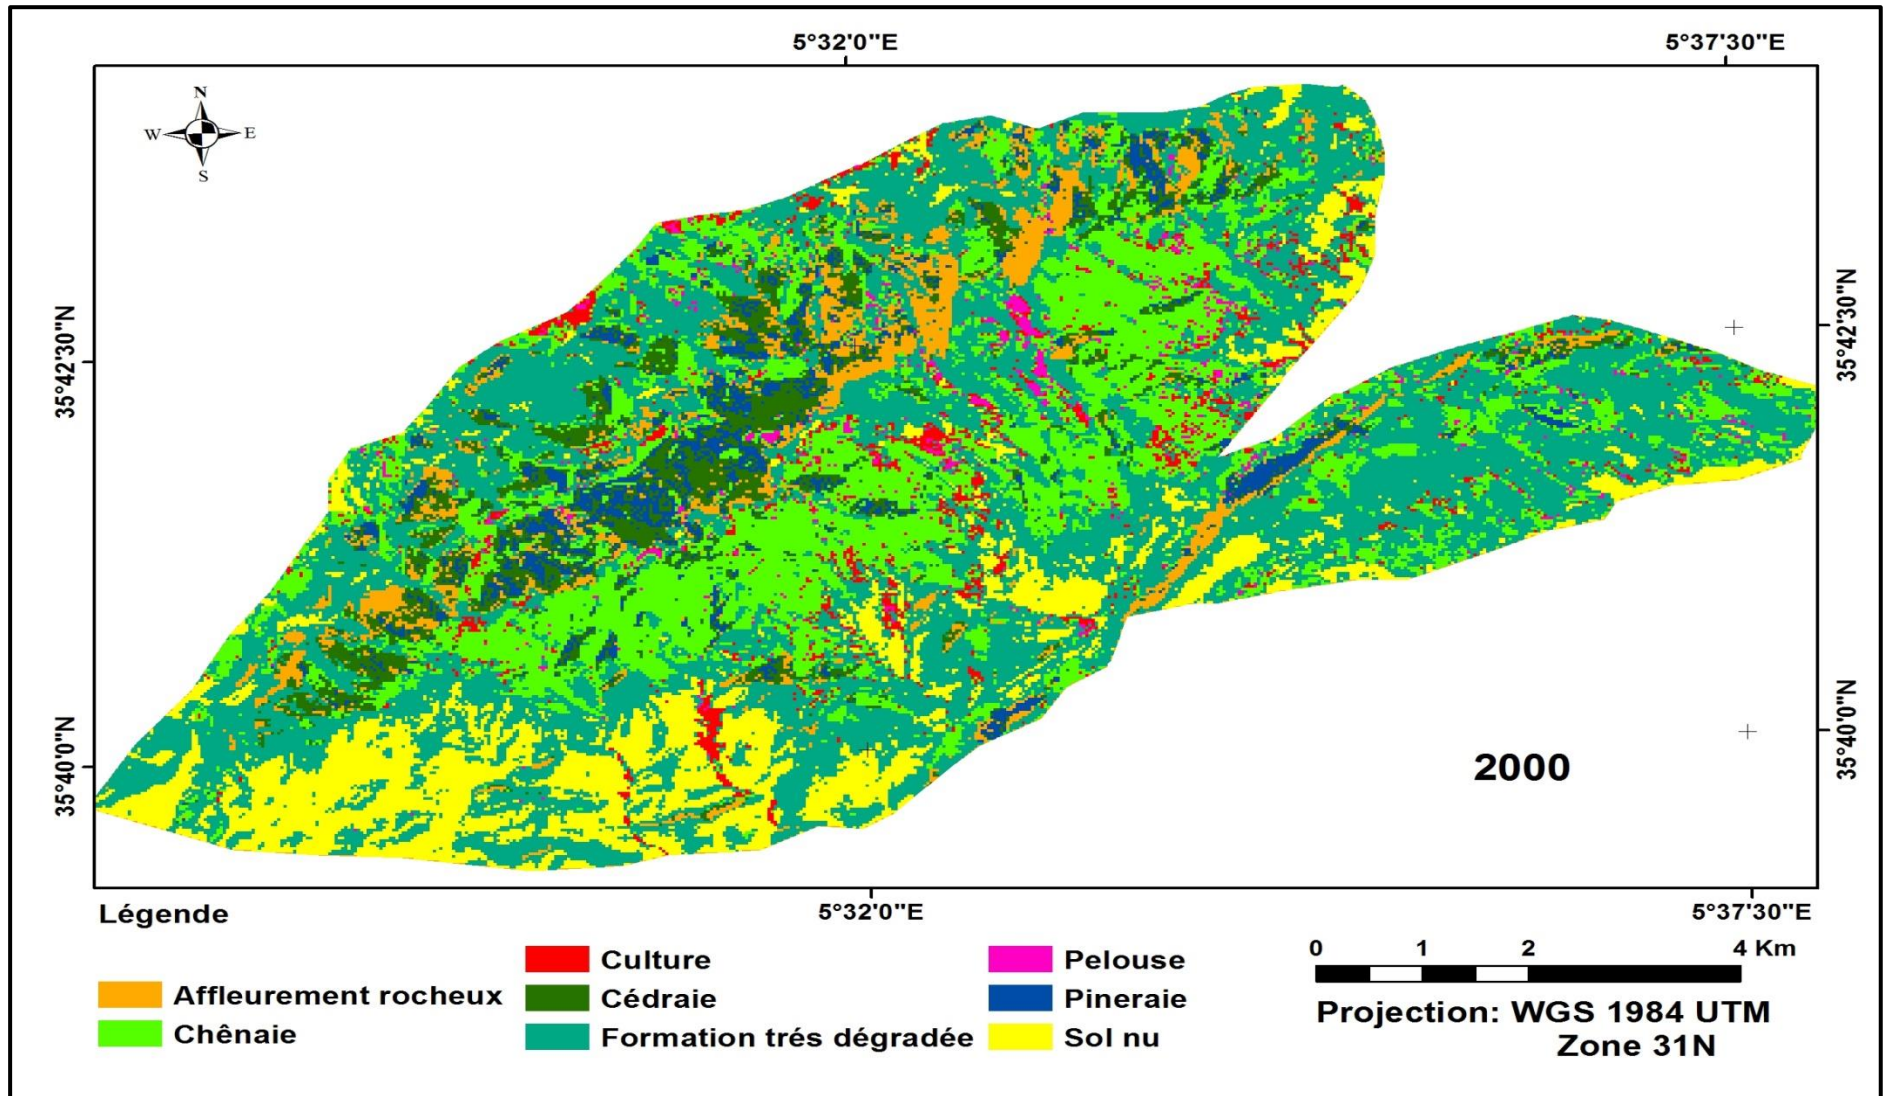 5°32'0"E
5°37'30"E
N
W
E
S
35°42'30"N
35°42'30"N
35°40'0"N
35°40'0"N
2000
5°32'0"E
5°37'30"E
Légende
Affleurement rocheux
Chênaie
Culture
Cédraie
Formation trés dégradée
Pelouse
Pineraie
Sol nu
0 1 2 4 Km
Projection: WGS 1984 UTM
Zone 31N